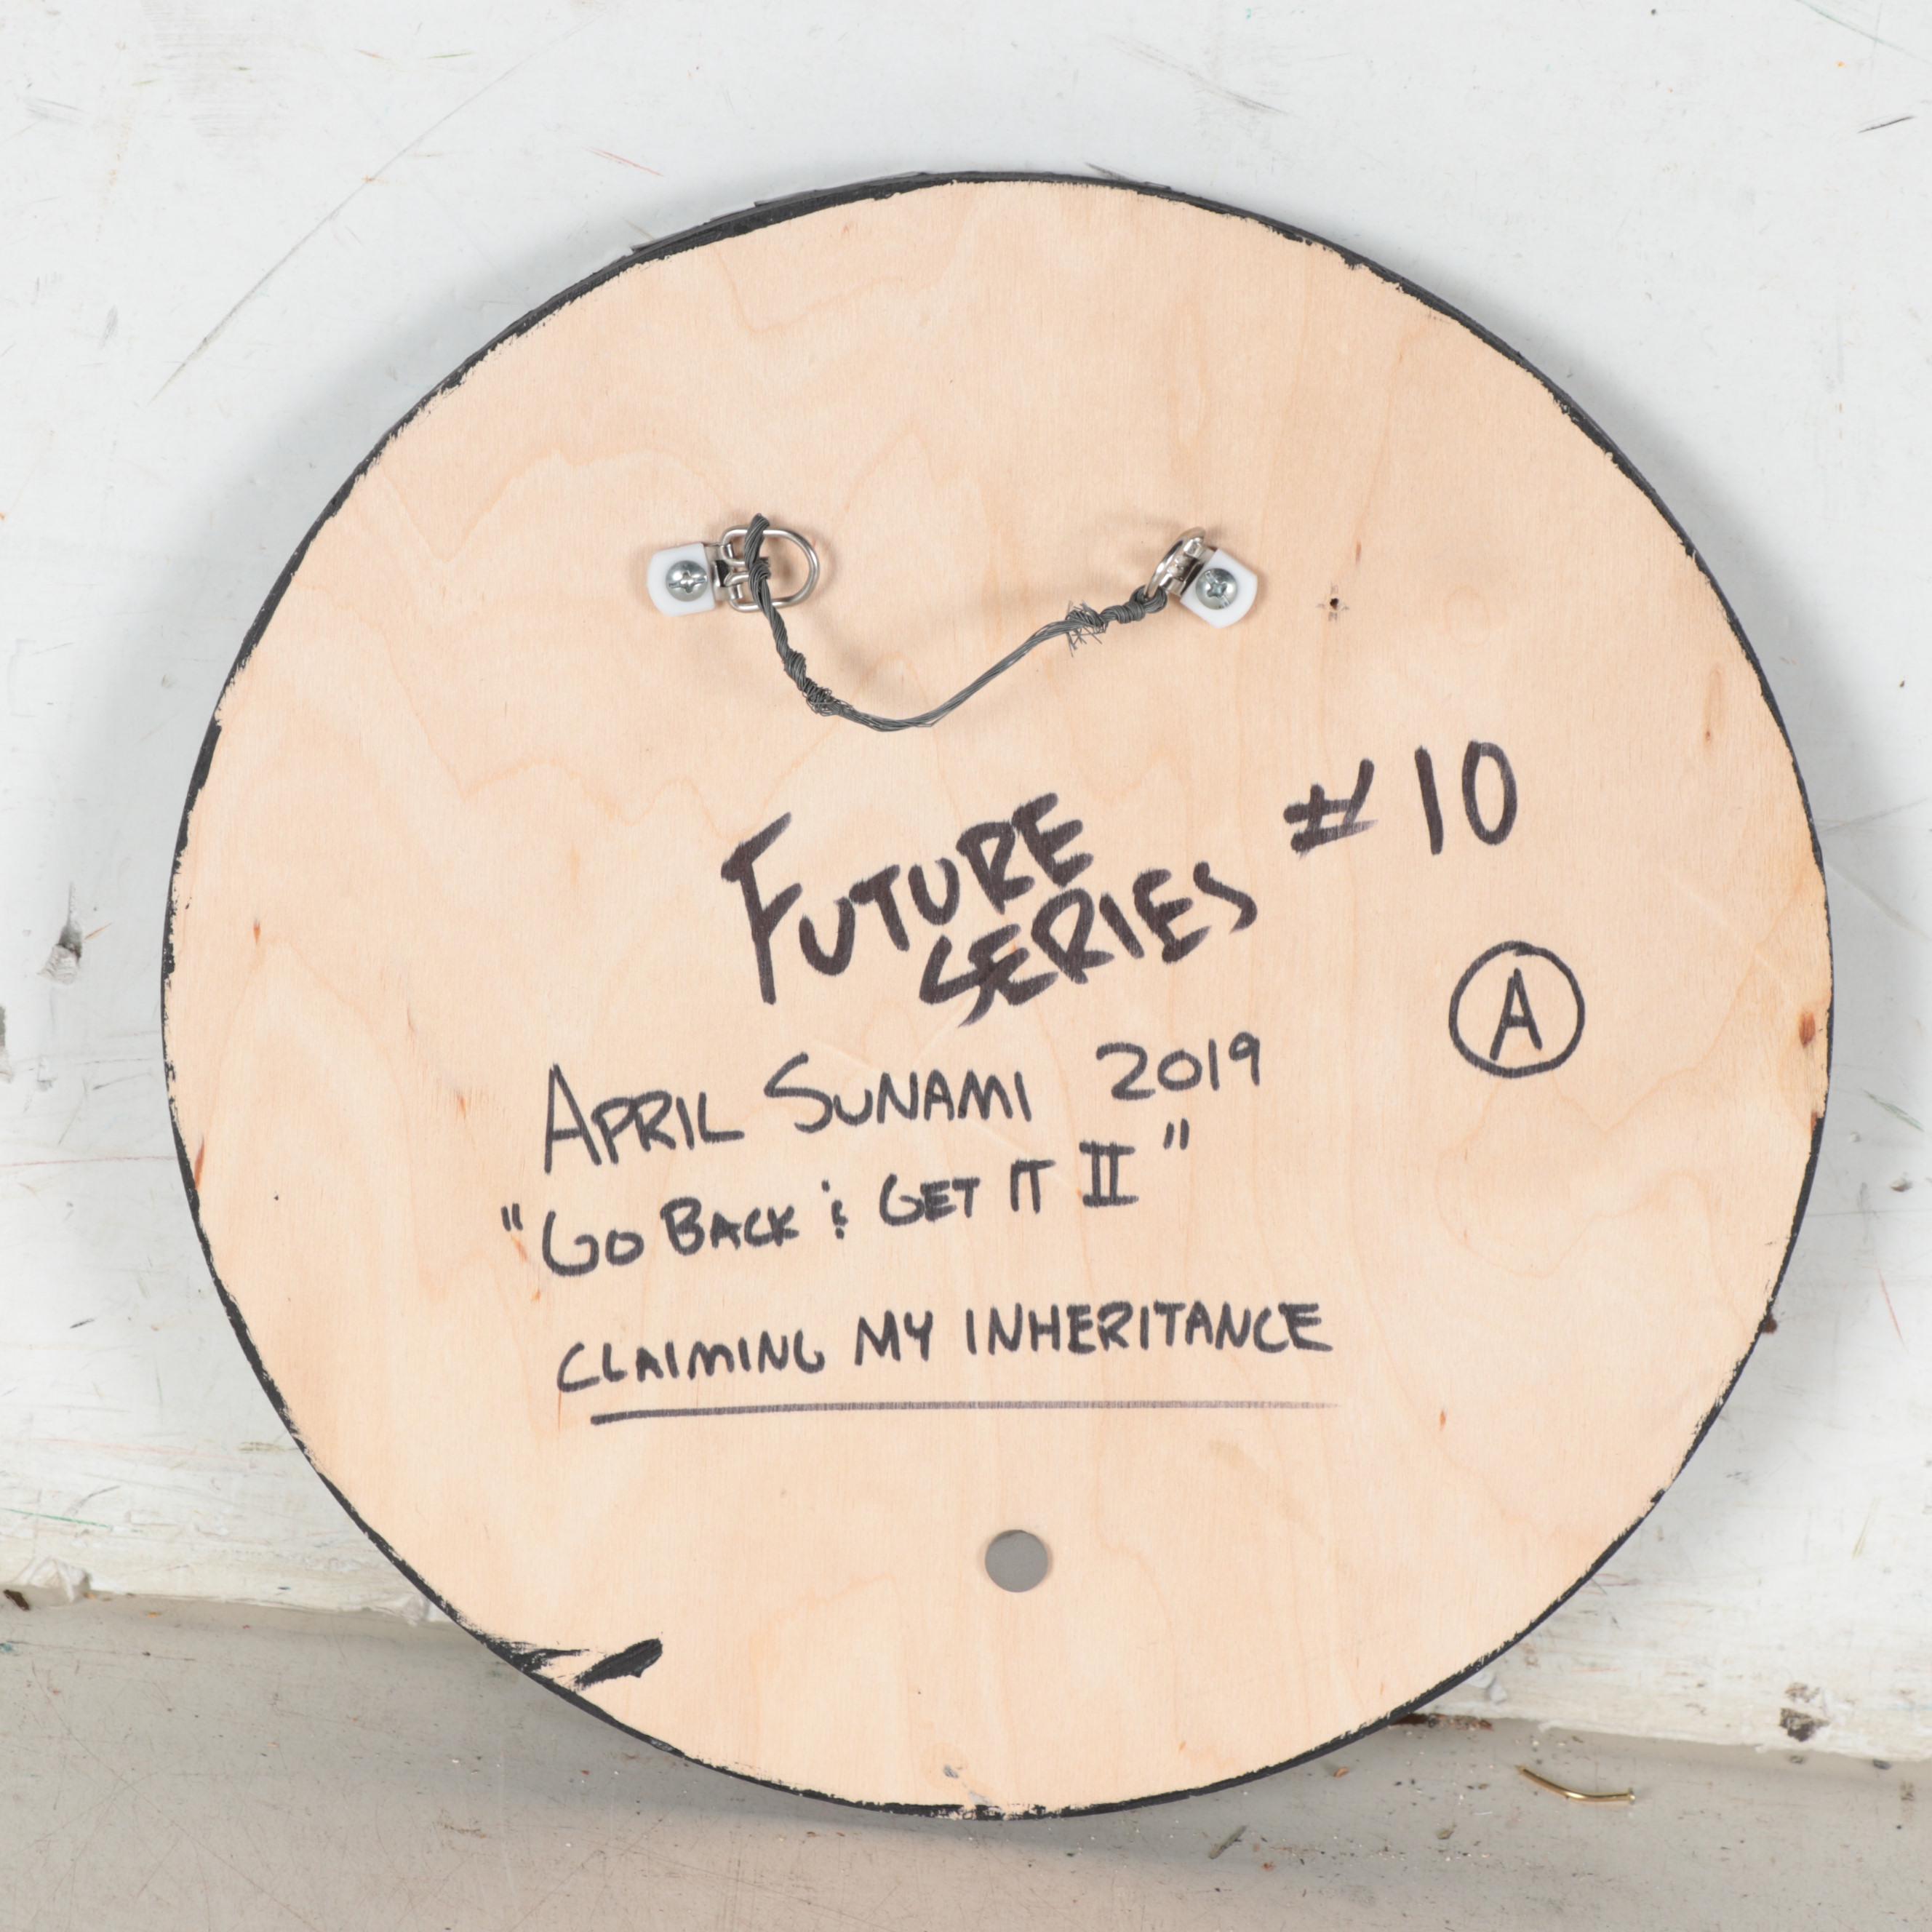 FUTURE
SERIES
#10
A
APRIL SUNAMI 2019
"GO BACK & GET IT II"
CLAIMING MY INHERITANCE